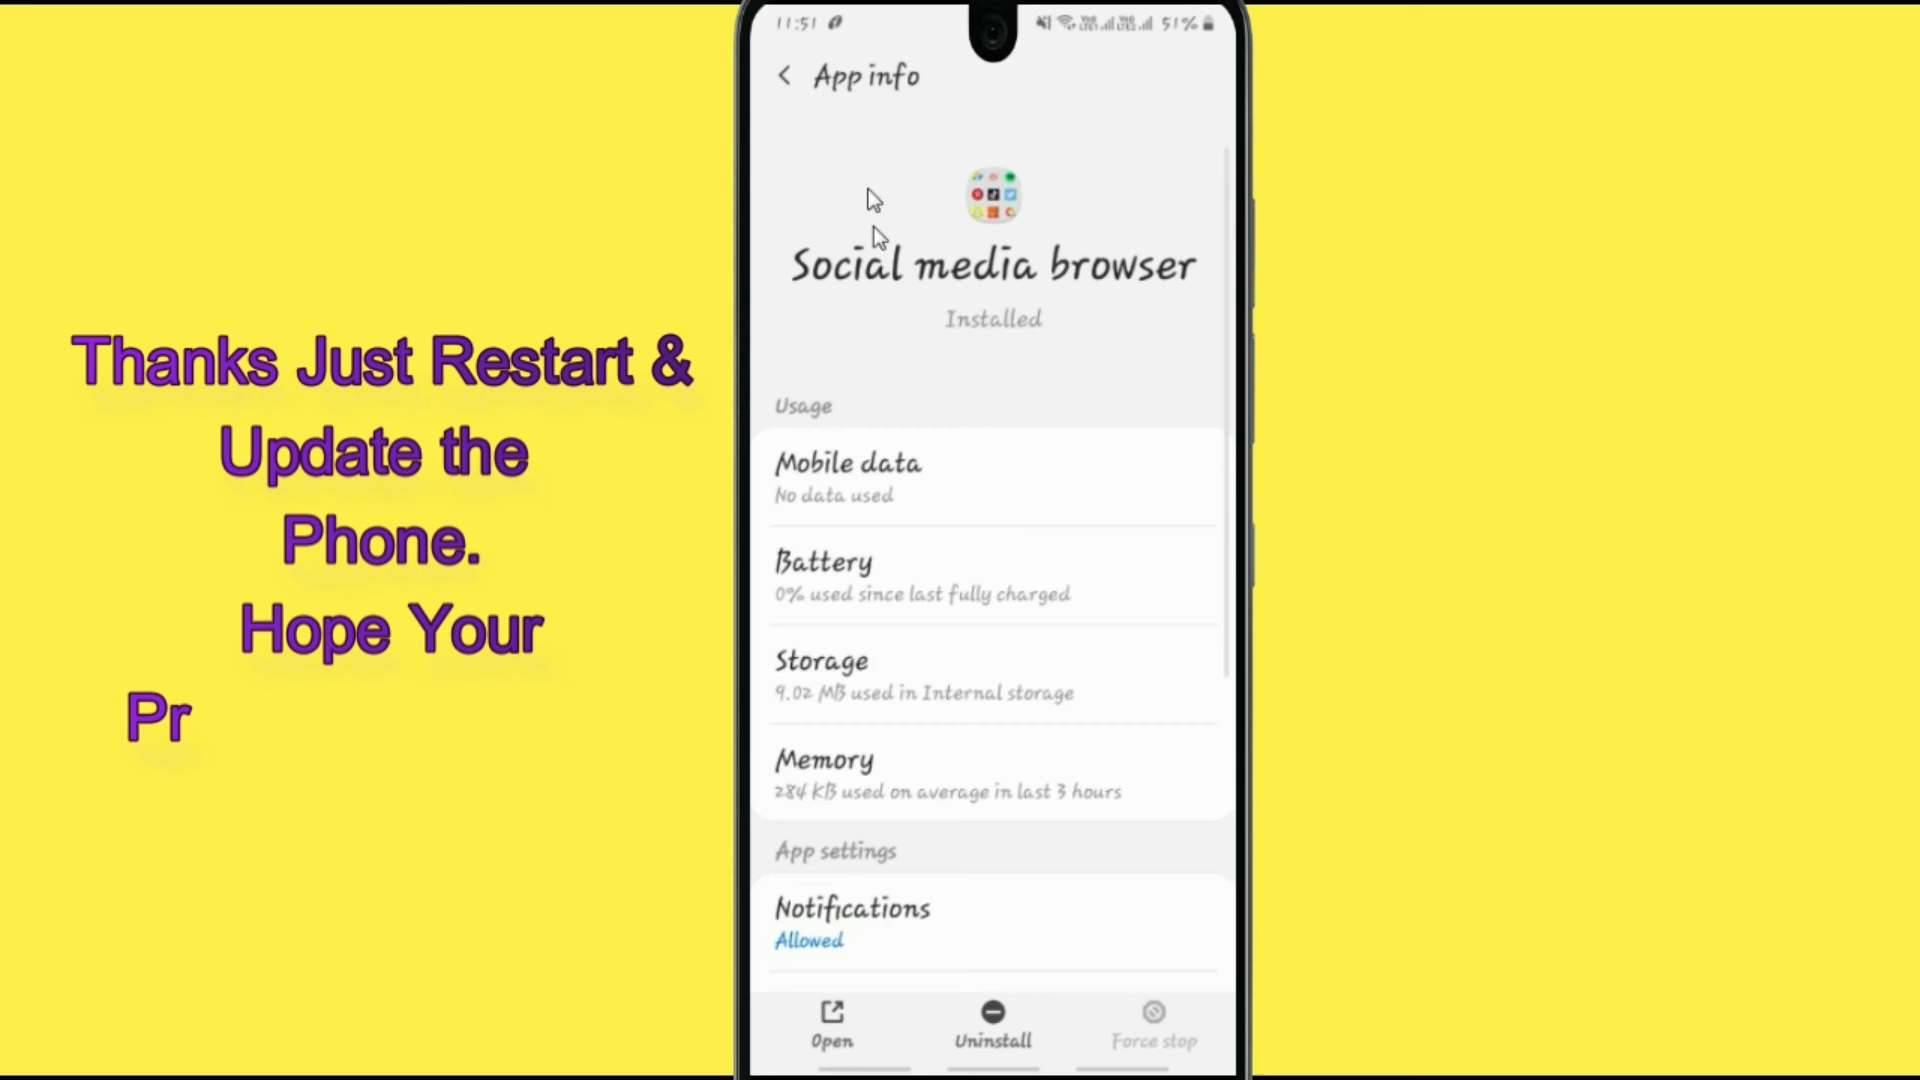 Thanks Just Restart &
Update the
Phone.
Hope Your
Pr
11:51
51%
App info
Social media browser
Installed
Usage
Mobile data
No data used
Battery
0% used since last fully charged
Storage
9.02 MB used in Internal storage
Memory
284 KB used on average in last 3 hours
App settings
Notifications
Allowed
Open
Uninstall
Force stop